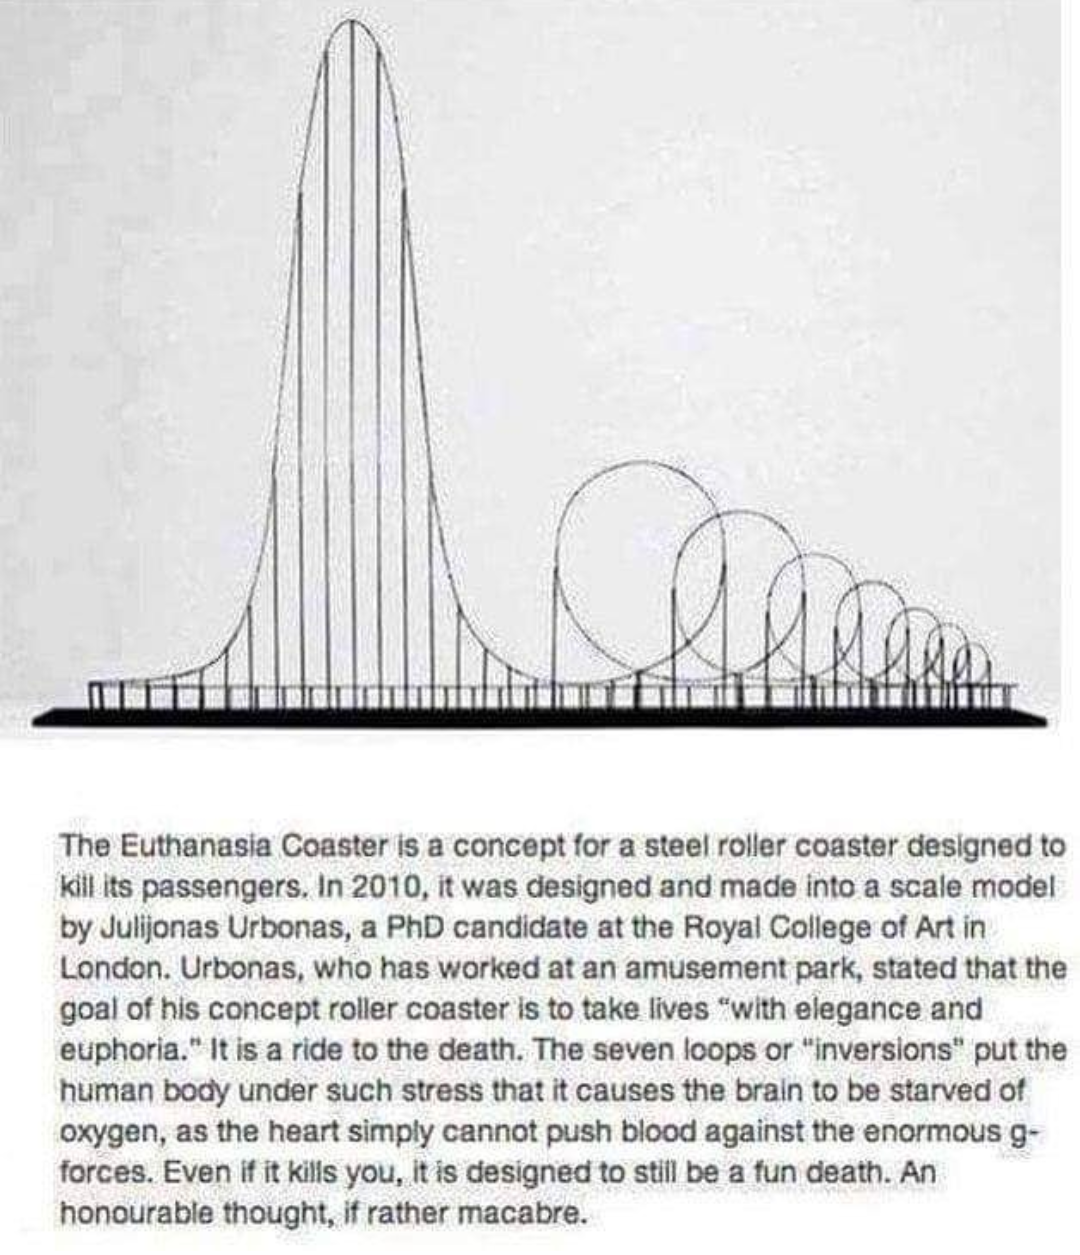 The Euthanasia Coaster is a concept for a steel roller coaster designed to
kill its passengers. In 2010, it was designed and made into a scale model
by Julijonas Urbonas, a PhD candidate at the Royal College of Art in
London. Urbonas, who has worked at an amusement park, stated that the
goal of his concept roller coaster is to take lives “with elegance and
euphoria.” It is a ride to the death. The seven loops or "inversions" put the
human body under such stress that it causes the brain to be starved of
oxygen, as the heart simply cannot push blood against the enormous g-
forces. Even if it kills you, it is designed to still be a fun death. An
honourable thought, if rather macabre.